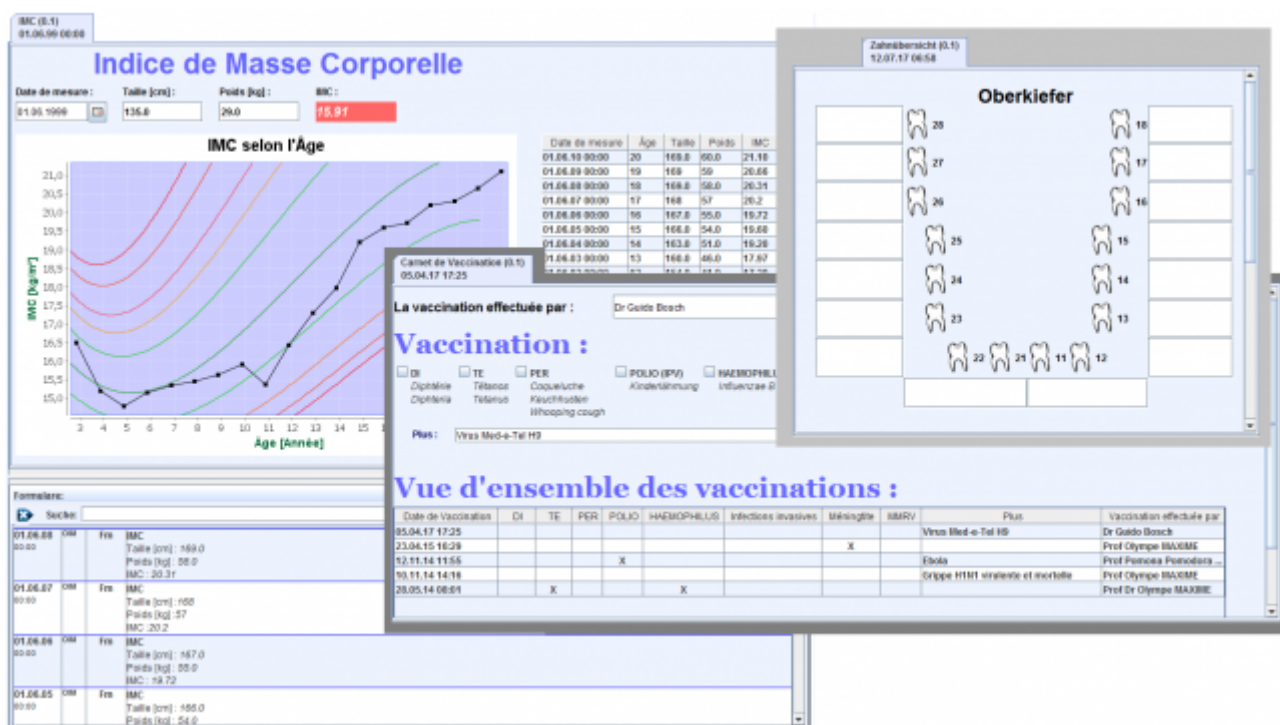 IMC (0.1)
01.06.99 00:00
Indice de Masse Corporelle
Date de mesure :
Taille [cm] :
Poids [kg] :
IMC :
01.06.1999
135.0
29.0
15.91
IMC selon l'Âge
21,0
20,5
20,0
19,5
19,0
18,5
18,0
17,5
17,0
16,5
16,0
15,5
15,0
IMC [kg/m²]
3 4 5 6 7 8 9 10 11 12 13 14 15
Âge [Année]
Date de mesure Âge Taille Poids IMC
01.06.10 00:00 20 169.0 60.0 21.10
01.06.09 00:00 19 169 59 20.66
01.06.08 00:00 18 169.0 58.0 20.31
01.06.07 00:00 17 168 57 20.2
01.06.06 00:00 16 167.0 55.0 19.72
01.06.05 00:00 15 166.0 54.0 19.60
01.06.04 00:00 14 163.0 51.0 19.20
01.06.03 00:00 13 160.0 46.0 17.97
Zahnübersicht (0.1)
12.07.17 06:58
Oberkiefer
28 18
27 17
26 16
25 15
24 14
23 13
22 21 11 12
Carnet de Vaccination (0.1)
05.04.17 17:25
La vaccination effectuée par :
Dr Guido Bosch
Vaccination :
DI TE PER POLIO (IPV) HAEMOPHILU
Diphtérie Tétanos Coqueluche Kinderlähmung Influenzae B
Diphteria Tetanus Keuchhusten
Whooping cough
Plus :
Virus Med-e-Tel H9
Vue d'ensemble des vaccinations :
Date de Vaccination DI TE PER POLIO HAEMOPHILUS Infections invasives Méningtite MMRV Plus Vaccination effectuée par
05.04.17 17:25 Virus Med-e-Tel H9 Dr Guido Bosch
23.04.15 16:29 X Prof Olympe MAXIME
12.11.14 11:55 X Ebola Prof Pomona Pomodora ...
10.11.14 14:16 Grippe H1N1 virulente et mortelle Prof Olympe MAXIME
28.05.14 08:01 X X Prof Dr Olympe MAXIME
Formulare:
Suche:
01.06.08 Frm IMC
00:00 Taille [cm] : 169.0
Poids [kg] : 58.0
IMC : 20.31
01.06.07 Frm IMC
00:00 Taille [cm] :168
Poids [kg] :57
IMC :20.2
01.06.06 Frm IMC
00:00 Taille [cm] : 167.0
Poids [kg] : 55.0
IMC : 19.72
01.06.05 Frm IMC
00:00 Taille [cm] : 166.0
Poids [kg] : 54.0